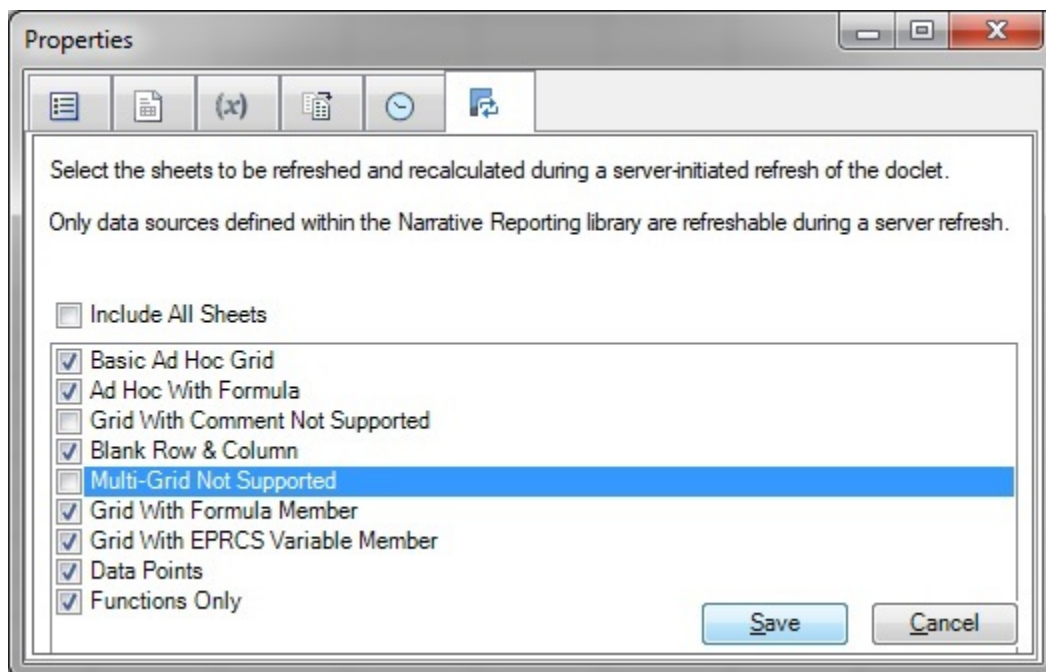 Properties
(x)
Select the sheets to be refreshed and recalculated during a server-initiated refresh of the doclet.
Only data sources defined within the Narrative Reporting library are refreshable during a server refresh.
Include All Sheets
Basic Ad Hoc Grid
Ad Hoc With Formula
Grid With Comment Not Supported
Blank Row & Column
Multi-Grid Not Supported
Grid With Formula Member
Grid With EPRCS Variable Member
Data Points
Functions Only
Save Cancel